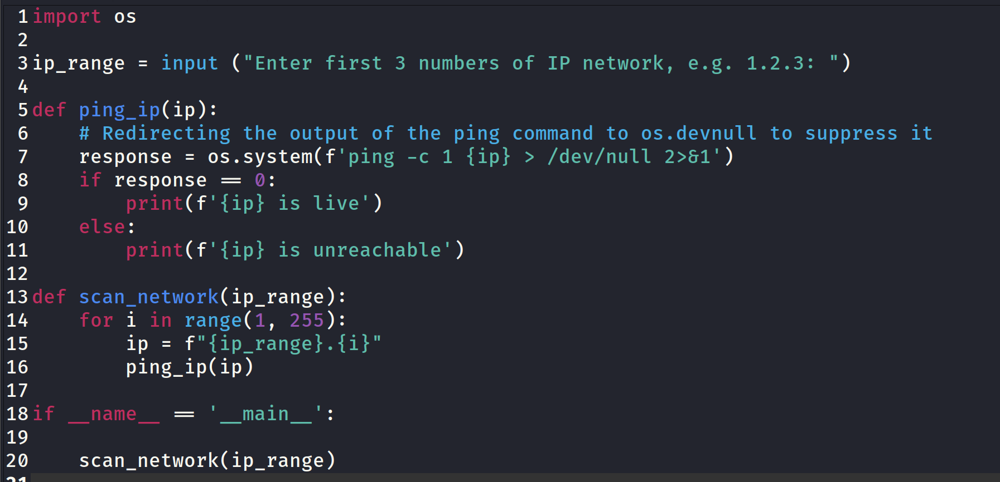 1 import os
2
3 ip_range = input ("Enter first 3 numbers of IP network, e.g. 1.2.3: ")
4
5 def ping_ip(ip):
6     # Redirecting the output of the ping command to os.devnull to suppress it
7     response = os.system(f'ping -c 1 {ip} > /dev/null 2>&1')
8     if response == 0:
9         print(f'{ip} is live')
10     else:
11         print(f'{ip} is unreachable')
12
13 def scan_network(ip_range):
14     for i in range(1, 255):
15         ip = f"{ip_range}.{i}"
16         ping_ip(ip)
17
18 if __name__ == '__main__':
19
20     scan_network(ip_range)
21